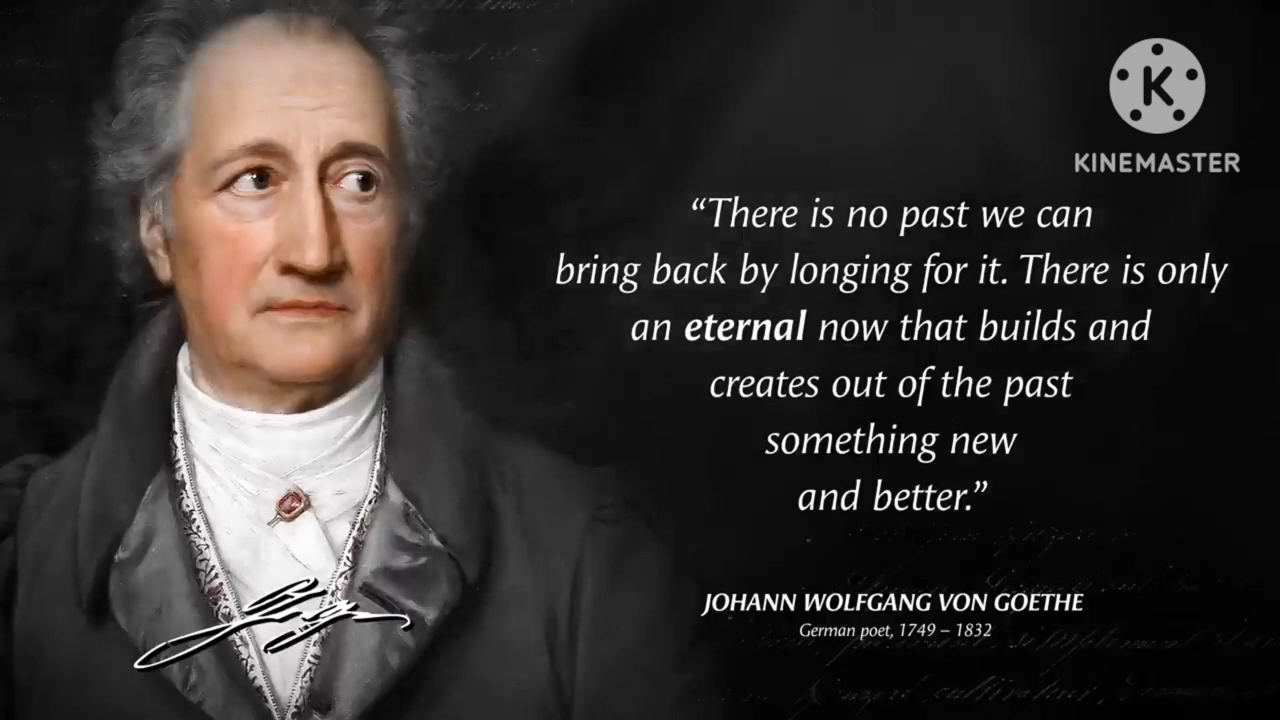 K
KINEMASTER
“There is no past we can
bring back by longing for it. There is only
an eternal now that builds and
creates out of the past
something new
and better.”
JOHANN WOLFGANG VON GOETHE
German poet, 1749 – 1832